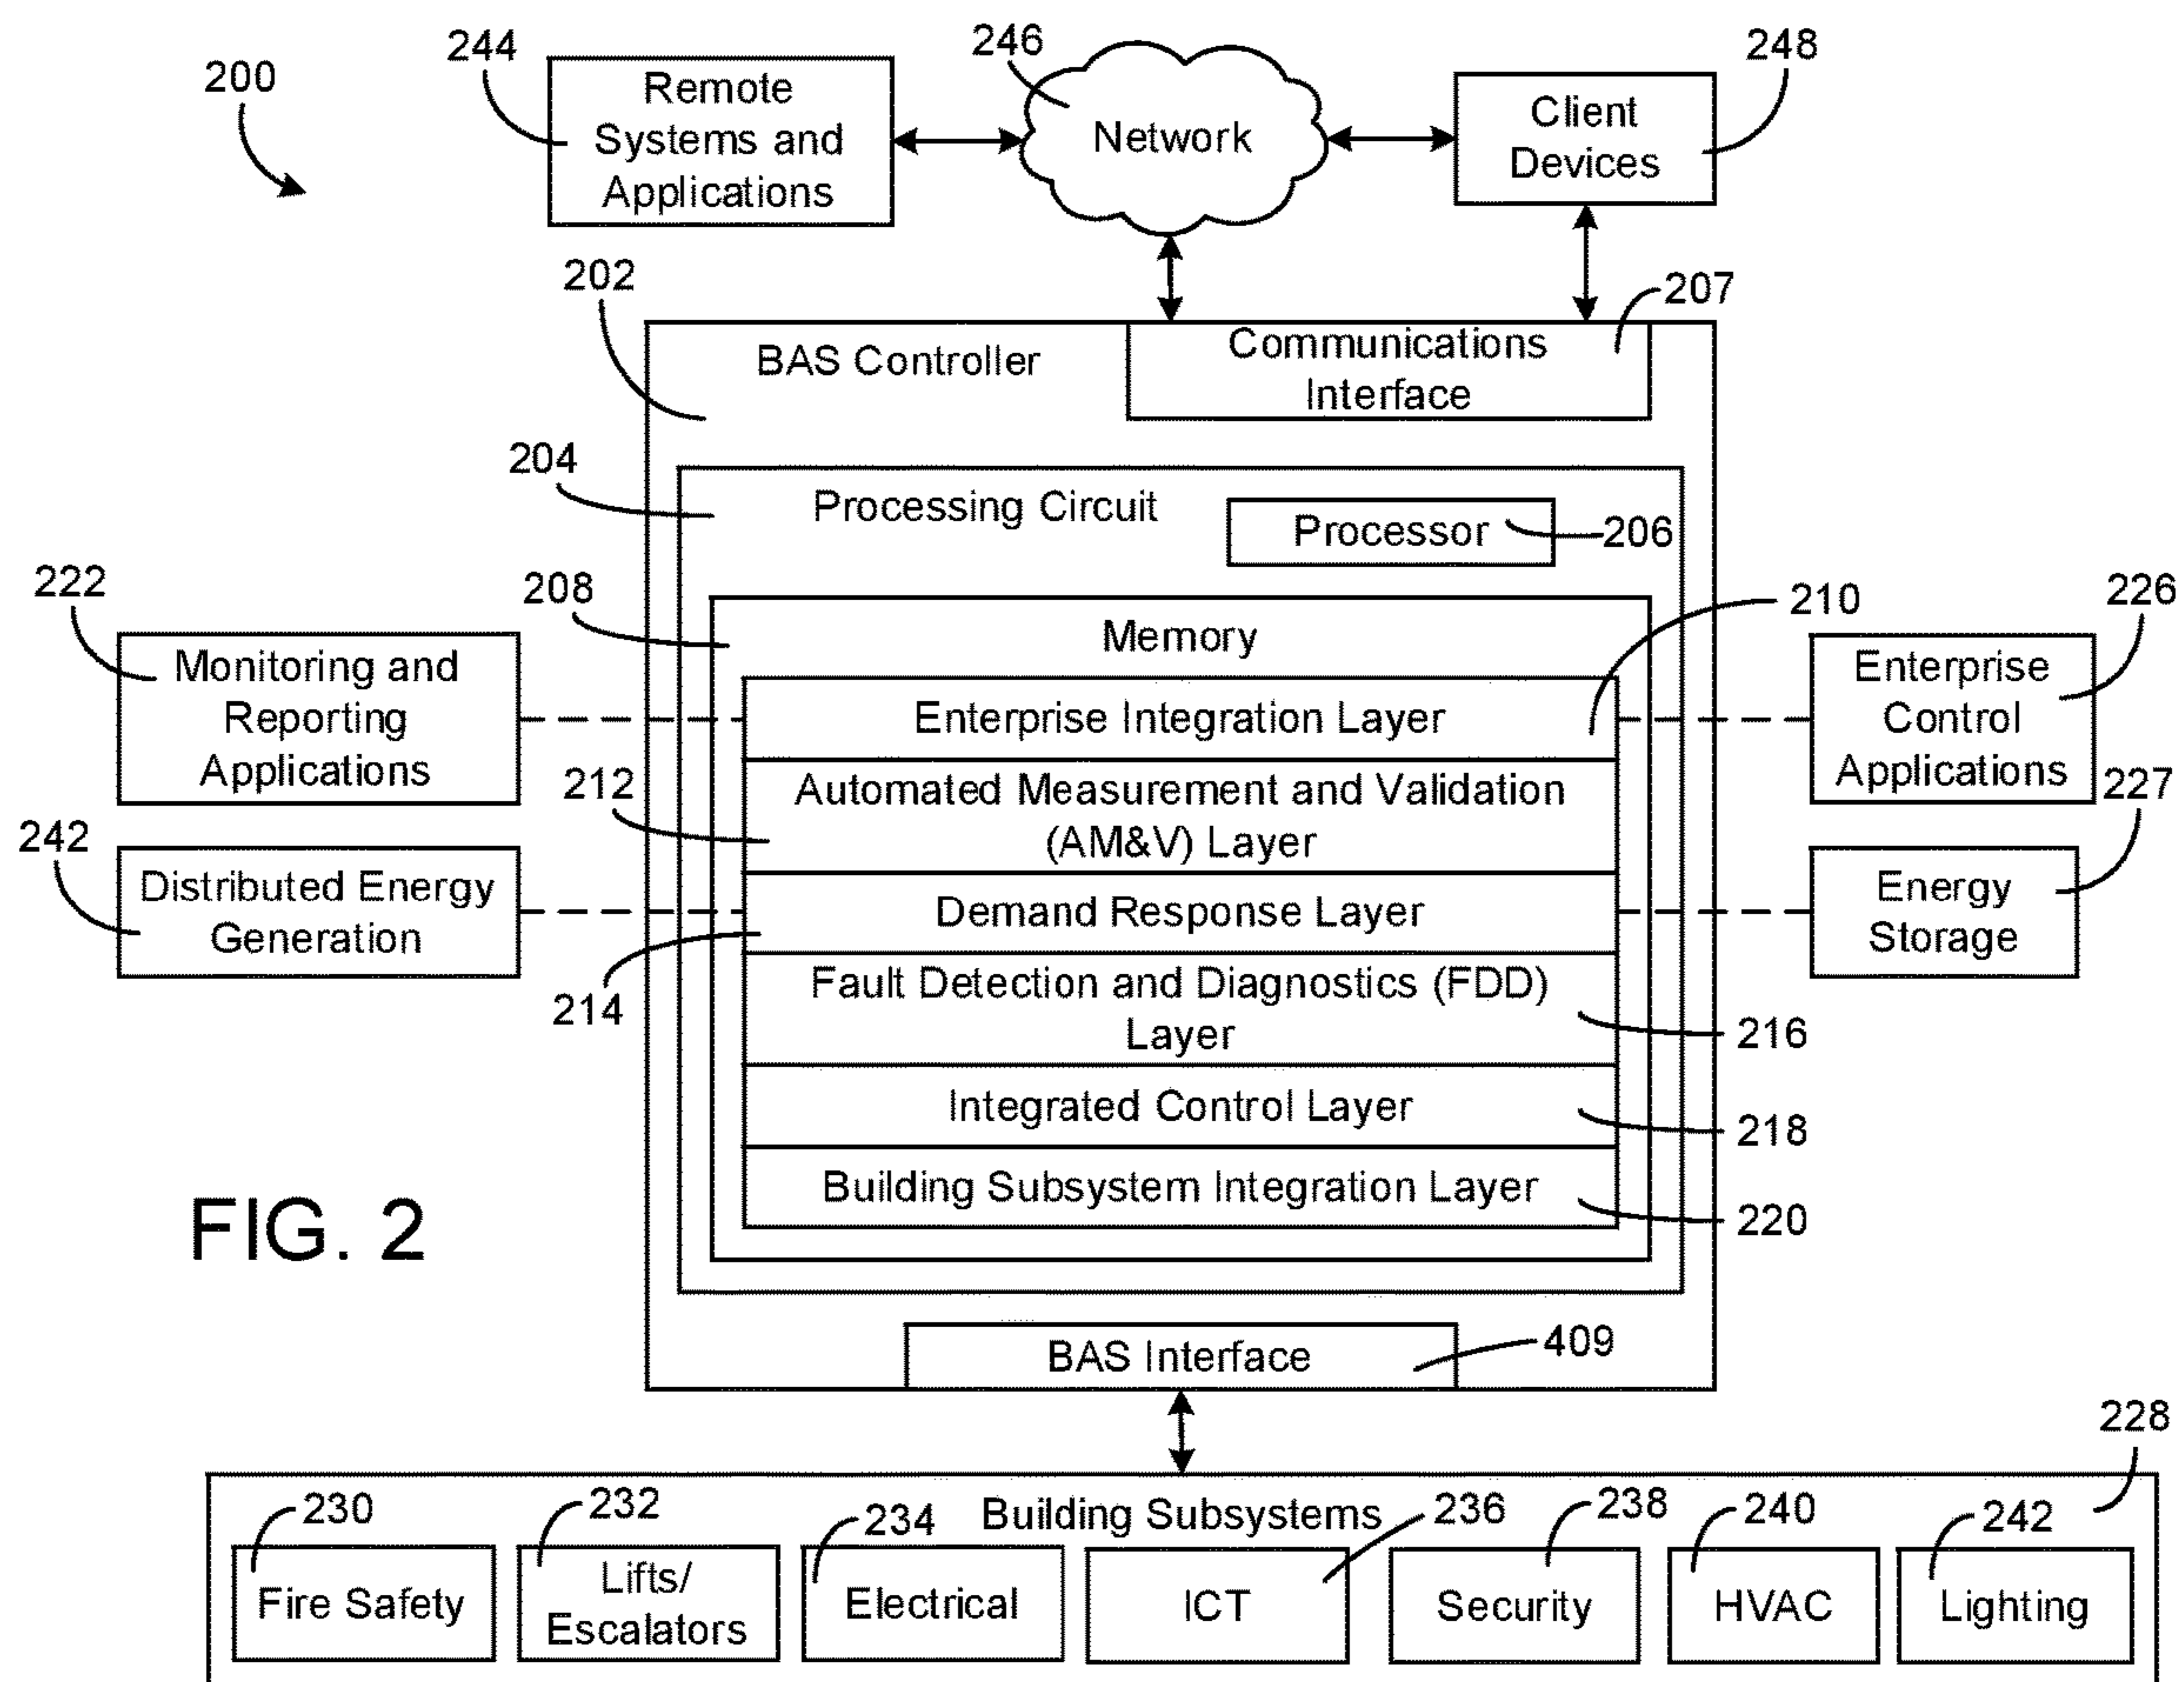 200
244
Remote
Systems and
Applications
246
Network
248
Client
Devices
202
BAS Controller
207
Communications
Interface
204
Processing Circuit
Processor
206
208
Memory
210
222
Monitoring and
Reporting
Applications
Enterprise Integration Layer
226
Enterprise
Control
Applications
212
Automated Measurement and Validation
(AM&V) Layer
227
242
Distributed Energy
Generation
Demand Response Layer
Energy
Storage
214
Fault Detection and Diagnostics (FDD)
Layer
216
Integrated Control Layer
218
Building Subsystem Integration Layer
220
FIG. 2
BAS Interface
409
228
Building Subsystems
230
Fire Safety
232
Lifts/
Escalators
234
Electrical
236
ICT
238
Security
240
HVAC
242
Lighting